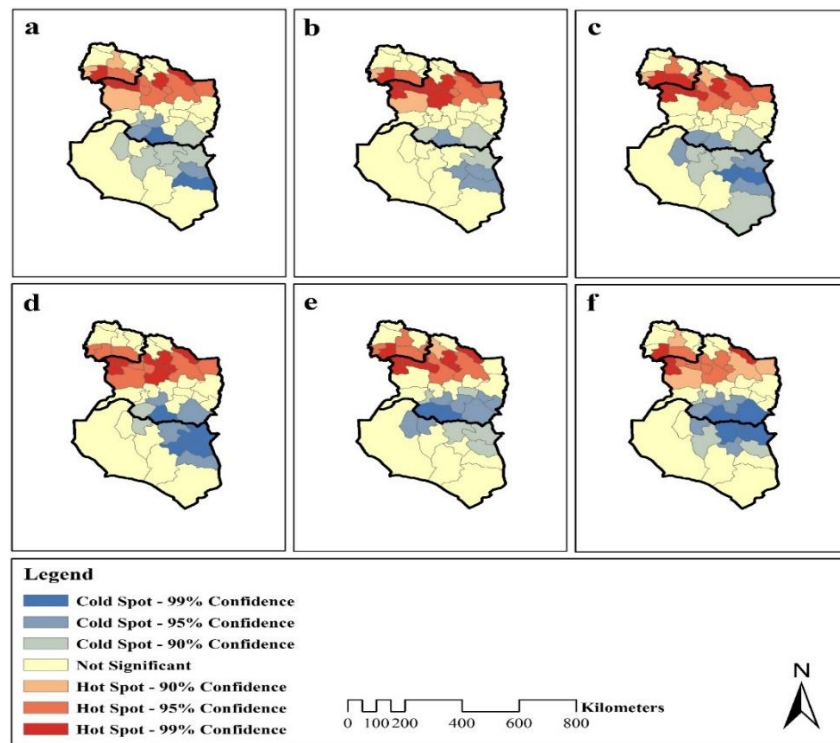 a
b
c
d
e
f
Legend
Cold Spot - 99% Confidence
Cold Spot - 95% Confidence
Cold Spot - 90% Confidence
Not Significant
Hot Spot - 90% Confidence
Hot Spot - 95% Confidence
Hot Spot - 99% Confidence
Kilometers
0 100 200 400 600 800
N